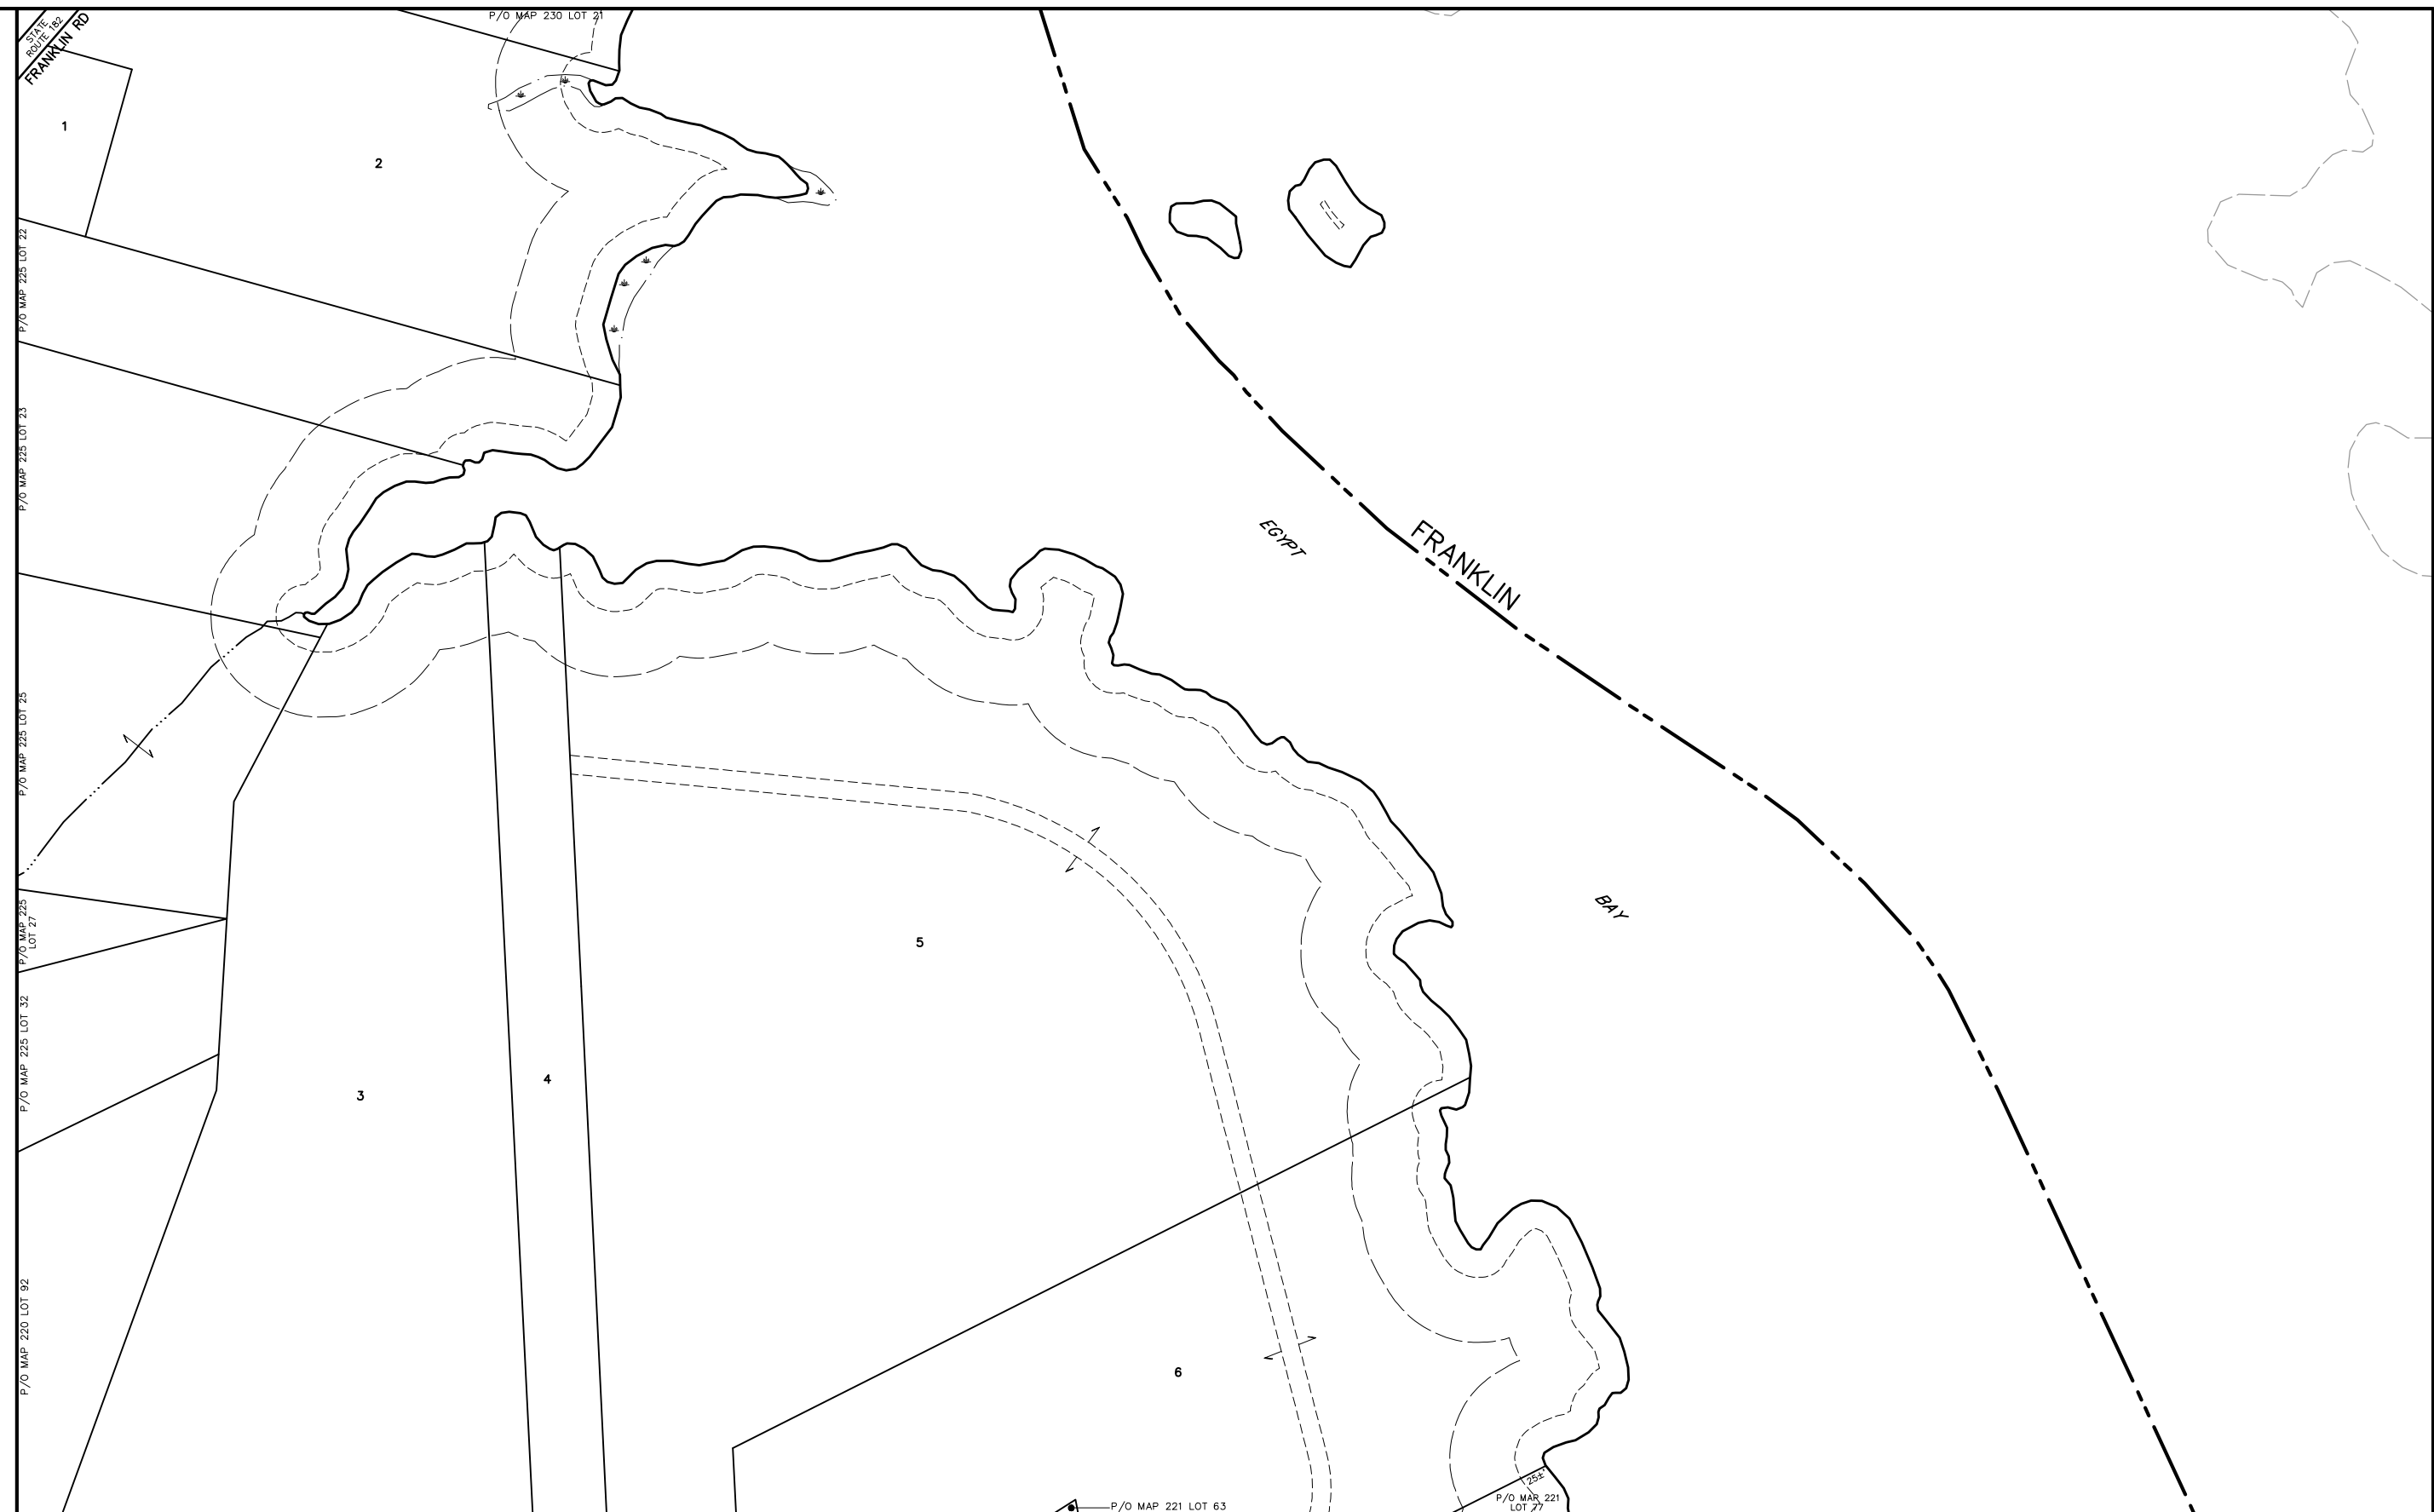 STATE
ROUTE 182
FRANKLIN RD
P/O MAP 230 LOT 21
1
2
P/O MAP 225 LOT 22
P/O MAP 225 LOT 23
EGYPT
FRANKLIN
P/O MAP 225 LOT 25
BAY
P/O MAP 225
LOT 27
5
P/O MAP 225 LOT 32
3
4
P/O MAP 220 LOT 92
6
25±'
P/O MAP 221
LOT 77
P/O MAP 221 LOT 63